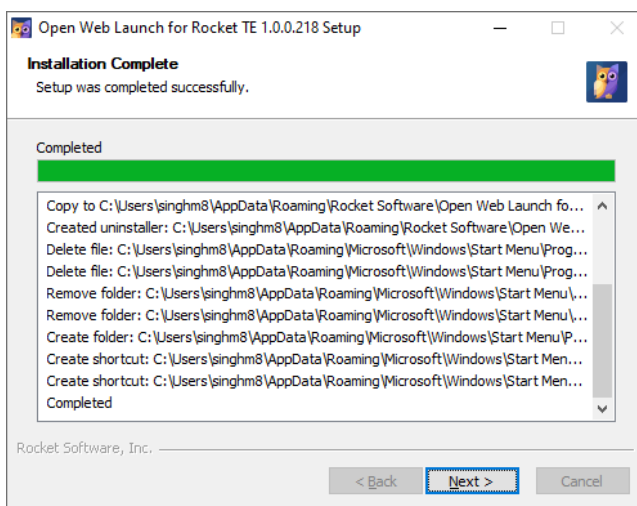 Open Web Launch for Rocket TE 1.0.0.218 Setup
Installation Complete
Setup was completed successfully.
Completed
Copy to C:\Users\singhm8\AppData\Roaming\Rocket Software\Open Web Launch fo...
Created uninstaller: C:\Users\singhm8\AppData\Roaming\Rocket Software\Open We...
Delete file: C:\Users\singhm8\AppData\Roaming\Microsoft\Windows\Start Menu\Prog...
Delete file: C:\Users\singhm8\AppData\Roaming\Microsoft\Windows\Start Menu\Prog...
Remove folder: C:\Users\singhm8\AppData\Roaming\Microsoft\Windows\Start Menu\...
Remove folder: C:\Users\singhm8\AppData\Roaming\Microsoft\Windows\Start Menu\...
Create folder: C:\Users\singhm8\AppData\Roaming\Microsoft\Windows\Start Menu\P...
Create shortcut: C:\Users\singhm8\AppData\Roaming\Microsoft\Windows\Start Men...
Create shortcut: C:\Users\singhm8\AppData\Roaming\Microsoft\Windows\Start Men...
Completed
Rocket Software, Inc.
< Back Next > Cancel